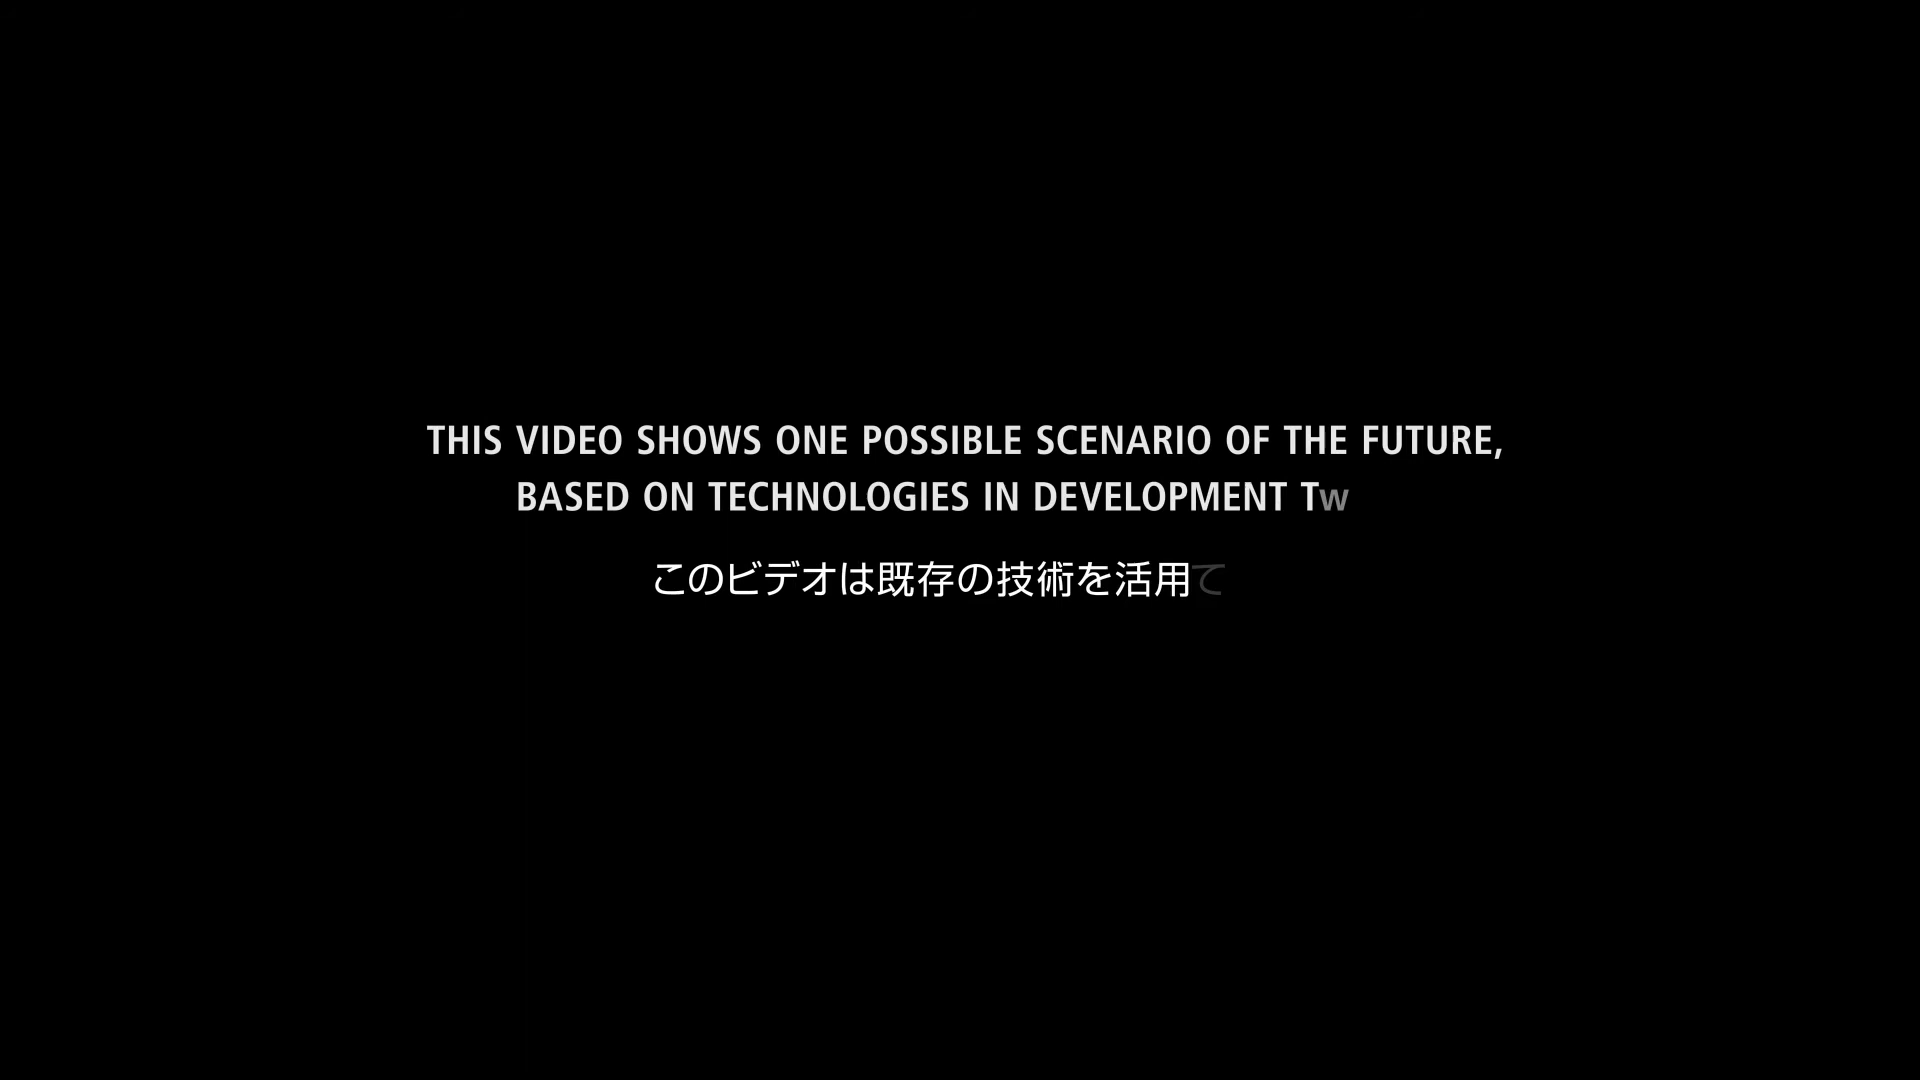 THIS VIDEO SHOWS ONE POSSIBLE SCENARIO OF THE FUTURE,
BASED ON TECHNOLOGIES IN DEVELOPMENT Tw
このビデオは既存の技術を活用て